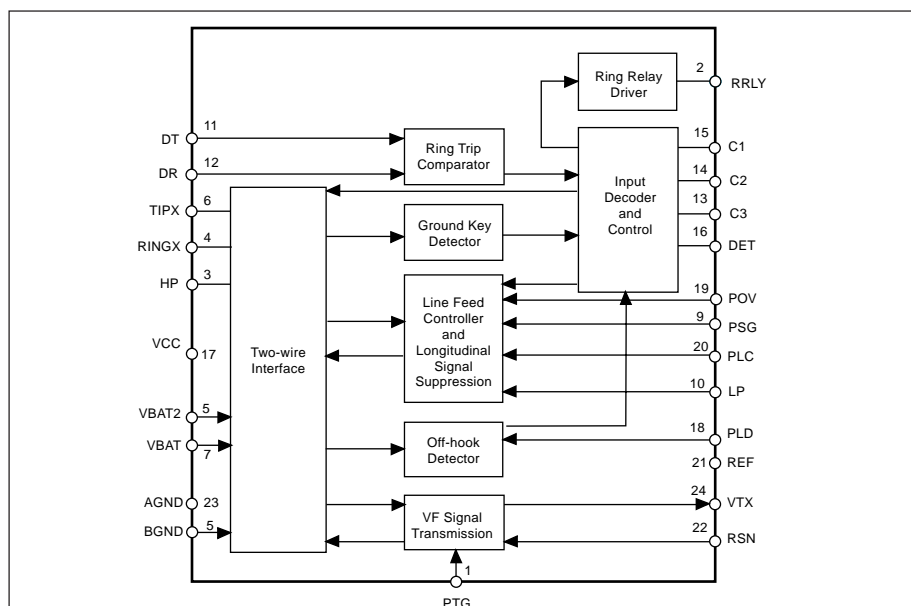 Ring Relay
Driver
2
RRLY
DT
11
DR
12
Ring Trip
Comparator
Input
Decoder
and
Control
15
C1
14
C2
13
C3
16
DET
TIPX
6
RINGX
4
HP
3
Ground Key
Detector
VCC
17
Two-wire
Interface
Line Feed
Controller
and
Longitudinal
Signal
Suppression
19
POV
9
PSG
20
PLC
10
LP
VBAT2
5
VBAT
7
Off-hook
Detector
18
PLD
21
REF
AGND
23
BGND
5
VF Signal
Transmission
24
VTX
22
RSN
1
PTG